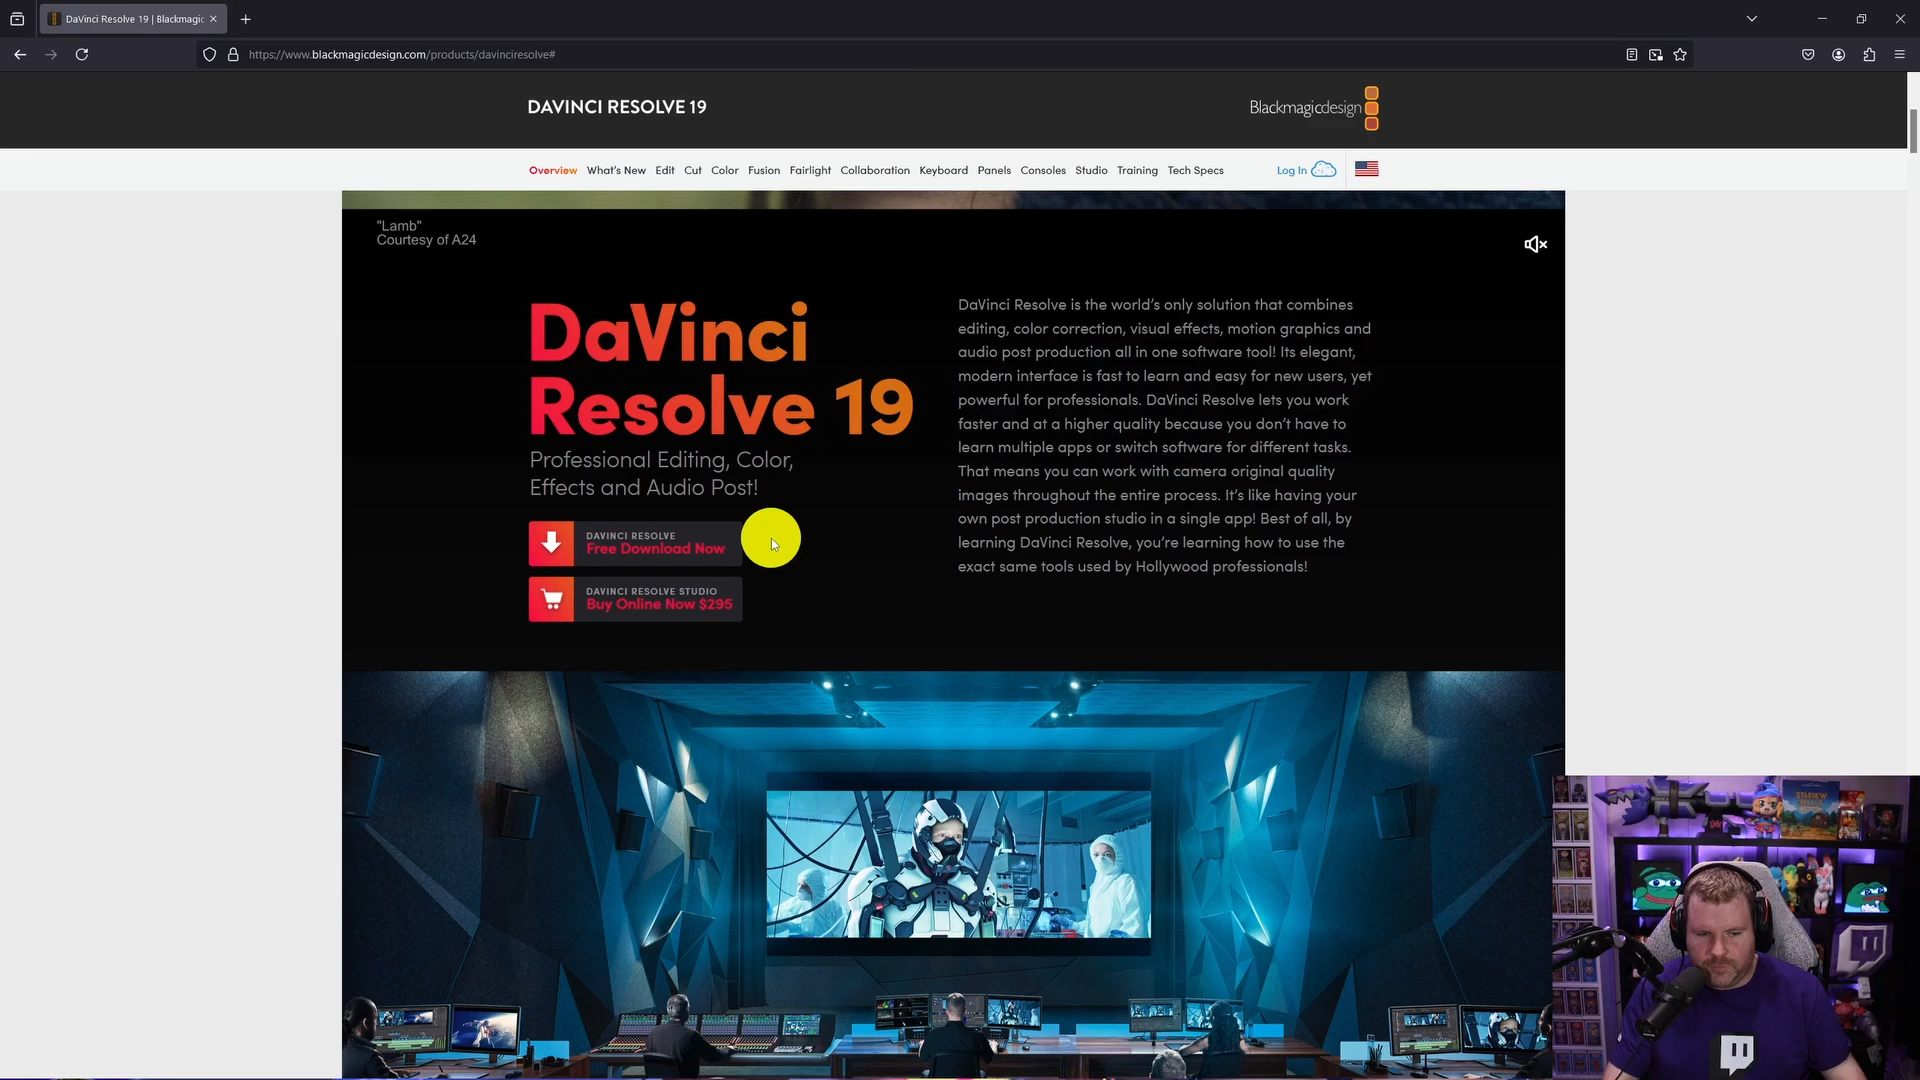 DaVinci Resolve 19 | Blackmagic
https://www.blackmagicdesign.com/products/davinciresolve#
DAVINCI RESOLVE 19
Blackmagicdesign
Overview What's New Edit Cut Color Fusion Fairlight Collaboration Keyboard Panels Consoles Studio Training Tech Specs Log In
"Lamb"
Courtesy of A24
DaVinci
Resolve 19
Professional Editing, Color,
Effects and Audio Post!
DAVINCI RESOLVE
Free Download Now
DAVINCI RESOLVE STUDIO
Buy Online Now $295
DaVinci Resolve is the world's only solution that combines
editing, color correction, visual effects, motion graphics and
audio post production all in one software tool! Its elegant,
modern interface is fast to learn and easy for new users, yet
powerful for professionals. DaVinci Resolve lets you work
faster and at a higher quality because you don't have to
learn multiple apps or switch software for different tasks.
That means you can work with camera original quality
images throughout the entire process. It's like having your
own post production studio in a single app! Best of all, by
learning DaVinci Resolve, you're learning how to use the
exact same tools used by Hollywood professionals!
STARDEW